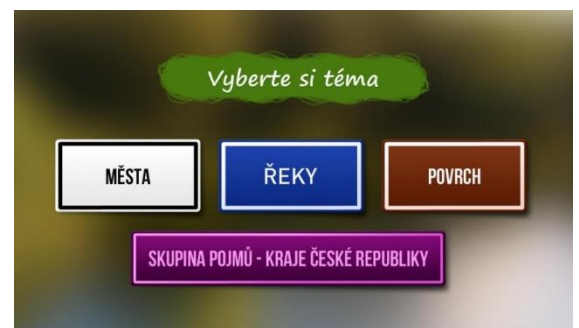 Vyberte si téma
MĚSTA
ŘEKY
POVRCH
SKUPINA POJMŮ - KRAJE ČESKÉ REPUBLIKY